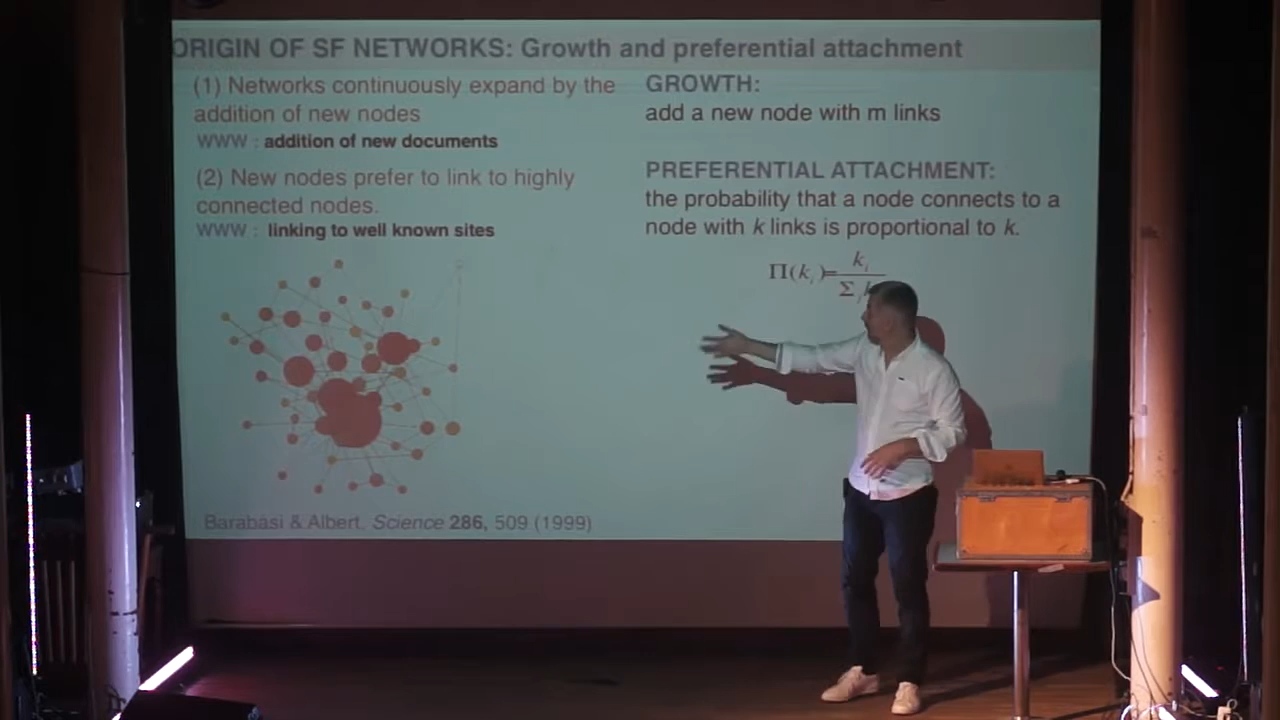 ORIGIN OF SF NETWORKS: Growth and preferential attachment
(1) Networks continuously expand by the
addition of new nodes
WWW : addition of new documents
(2) New nodes prefer to link to highly
connected nodes.
WWW : linking to well known sites
GROWTH:
add a new node with m links
PREFERENTIAL ATTACHMENT:
the probability that a node connects to a
node with k links is proportional to k.
Π(k_i)=
k_i
Σ_j
Barabási & Albert, Science 286, 509 (1999)